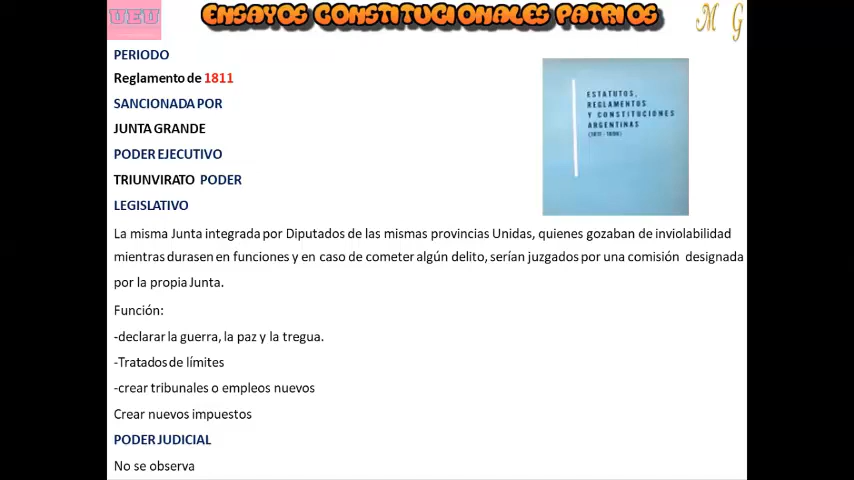 UEU
ENSAYOS CONSTITUCIONALES PATRIOS
M G
PERIODO
Reglamento de 1811
SANCIONADA POR
JUNTA GRANDE
PODER EJECUTIVO
TRIUNVIRATO PODER
LEGISLATIVO
ESTATUTOS,
REGLAMENTOS
Y CONSTITUCIONES
ARGENTINAS
La misma Junta integrada por Diputados de las mismas provincias Unidas, quienes gozaban de inviolabilidad
mientras durasen en funciones y en caso de cometer algún delito, serían juzgados por una comisión designada
por la propia Junta.
Función:
-declarar la guerra, la paz y la tregua.
-Tratados de límites
-crear tribunales o empleos nuevos
Crear nuevos impuestos
PODER JUDICIAL
No se observa